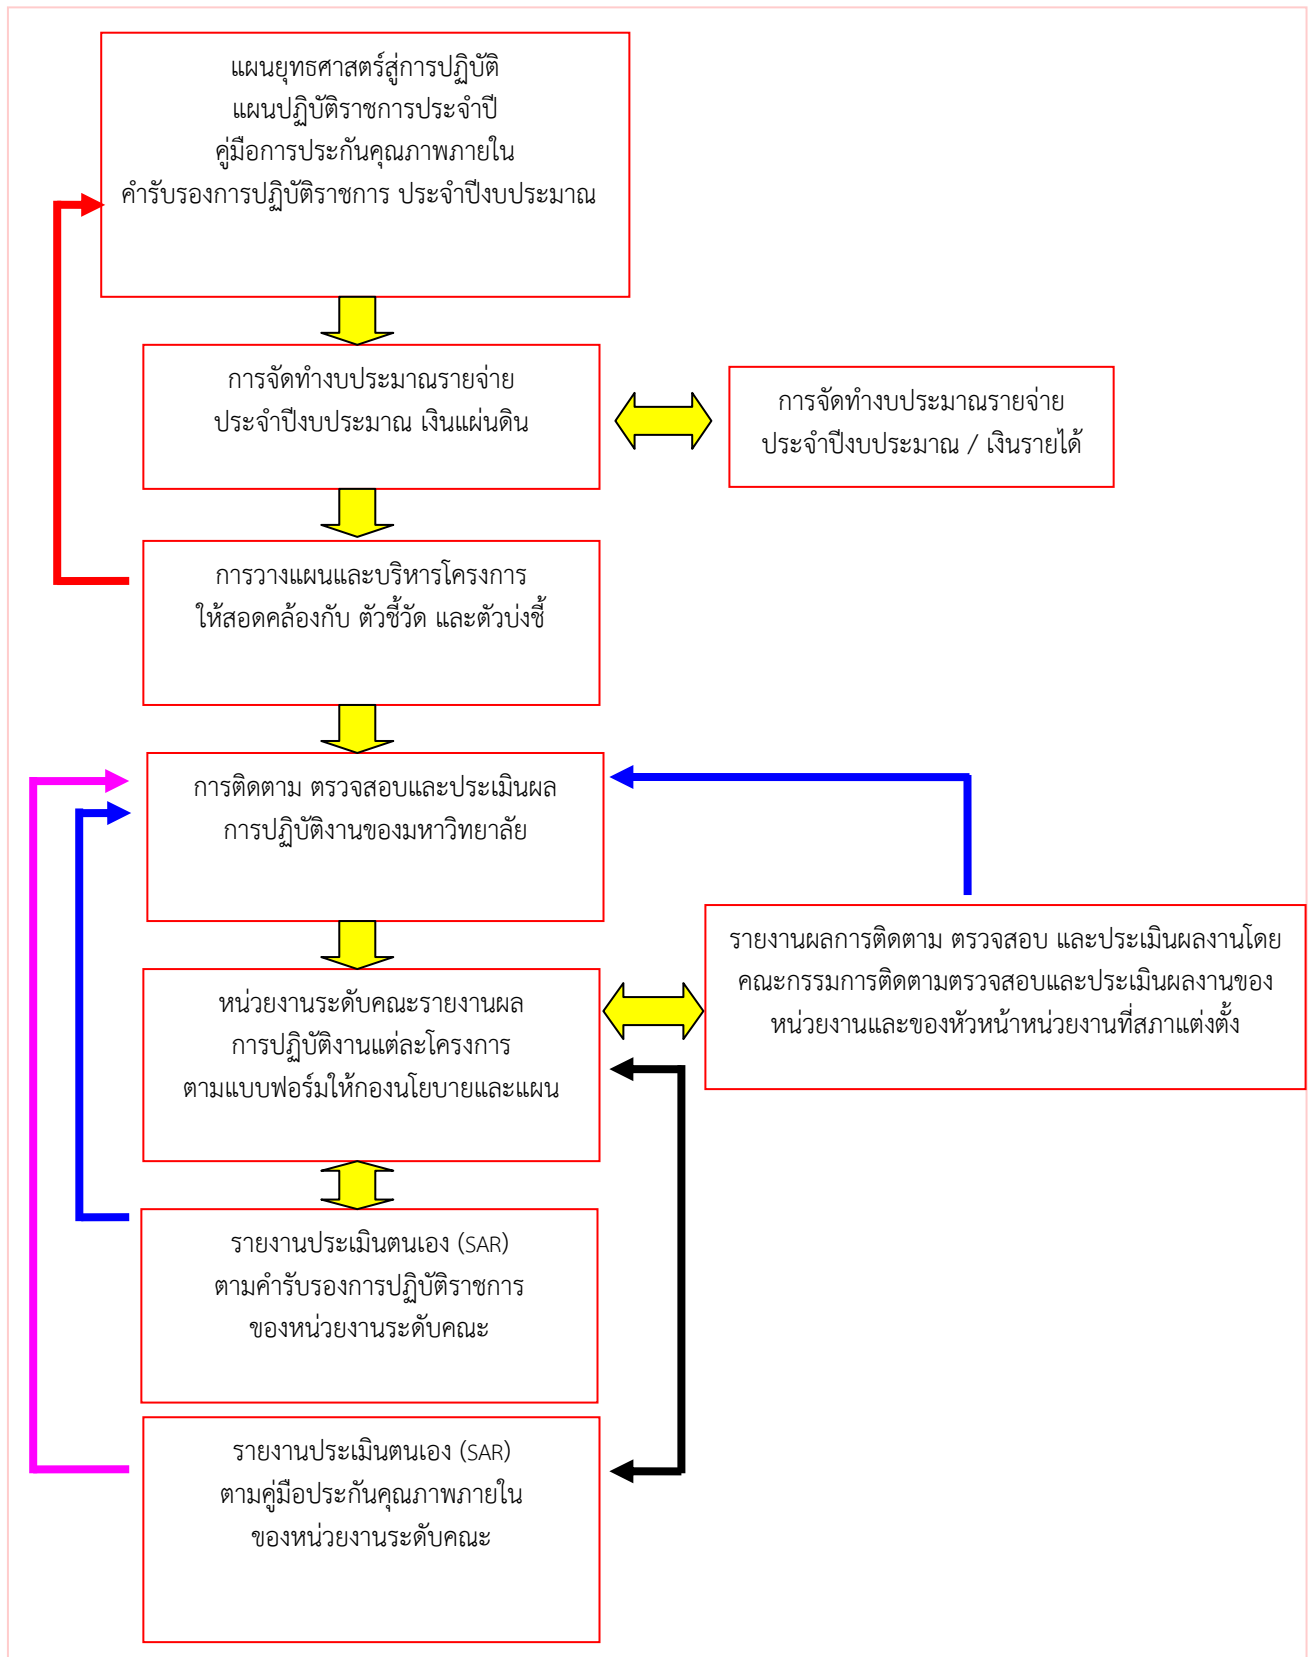 แผนยุทธศาสตร์สู่การปฏิบัติ
แผนปฏิบัติราชการประจำปี
คู่มือการประกันคุณภาพภายใน
คำรับรองการปฏิบัติราชการ ประจำปีงบประมาณ
การจัดทำงบประมาณรายจ่าย
ประจำปีงบประมาณ เงินแผ่นดิน
การจัดทำงบประมาณรายจ่าย
ประจำปีงบประมาณ / เงินรายได้
การวางแผนและบริหารโครงการ
ให้สอดคล้องกับ ตัวชี้วัด และตัวบ่งชี้
การติดตาม ตรวจสอบและประเมินผล
การปฏิบัติงานของมหาวิทยาลัย
รายงานผลการติดตาม ตรวจสอบ และประเมินผลงานโดย
คณะกรรมการติดตามตรวจสอบและประเมินผลงานของ
หน่วยงานและของหัวหน้าหน่วยงานที่สภาแต่งตั้ง
หน่วยงานระดับคณะรายงานผล
การปฏิบัติงานแต่ละโครงการ
ตามแบบฟอร์มให้กองนโยบายและแผน
รายงานประเมินตนเอง (SAR)
ตามคำรับรองการปฏิบัติราชการ
ของหน่วยงานระดับคณะ
รายงานประเมินตนเอง (SAR)
ตามคู่มือประกันคุณภาพภายใน
ของหน่วยงานระดับคณะ